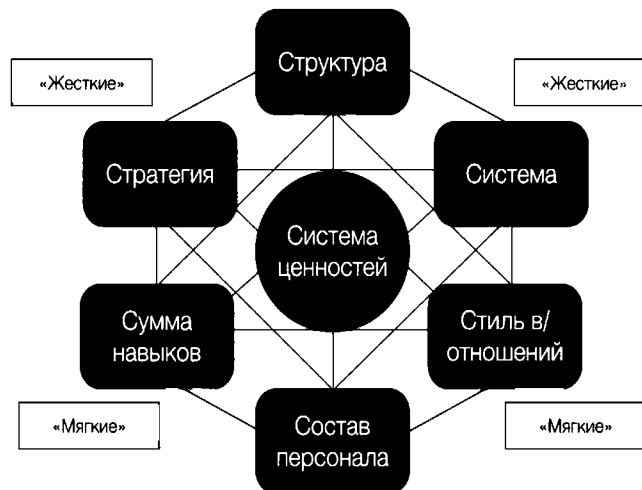 Структура
«Жесткие»
«Жесткие»
Стратегия
Система
Система
ценностей
Сумма
навыков
Стиль в/
отношений
«Мягкие»
Состав
персонала
«Мягкие»